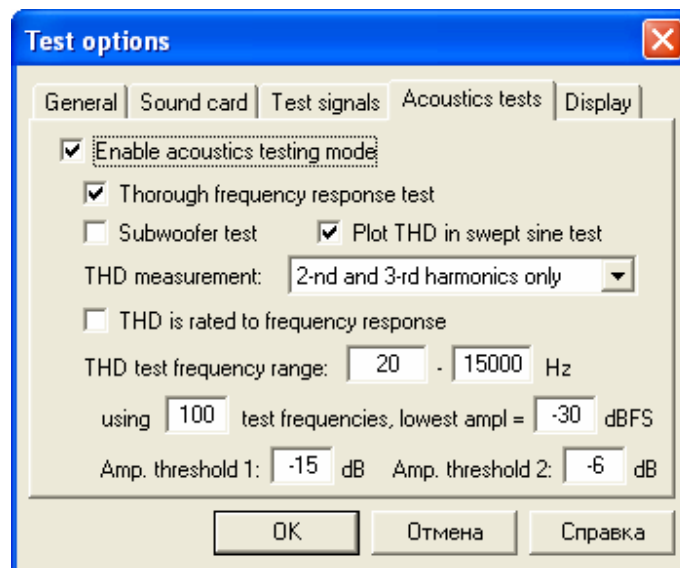 Test options
General Sound card Test signals Acoustics tests Display
Enable acoustics testing mode
Thorough frequency response test
Subwoofer test Plot THD in swept sine test
THD measurement: 2-nd and 3-rd harmonics only
THD is rated to frequency response
THD test frequency range: 20 - 15000 Hz
using 100 test frequencies, lowest ampl = -30 dBFS
Amp. threshold 1: -15 dB Amp. threshold 2: -6 dB
OK Отмена Справка